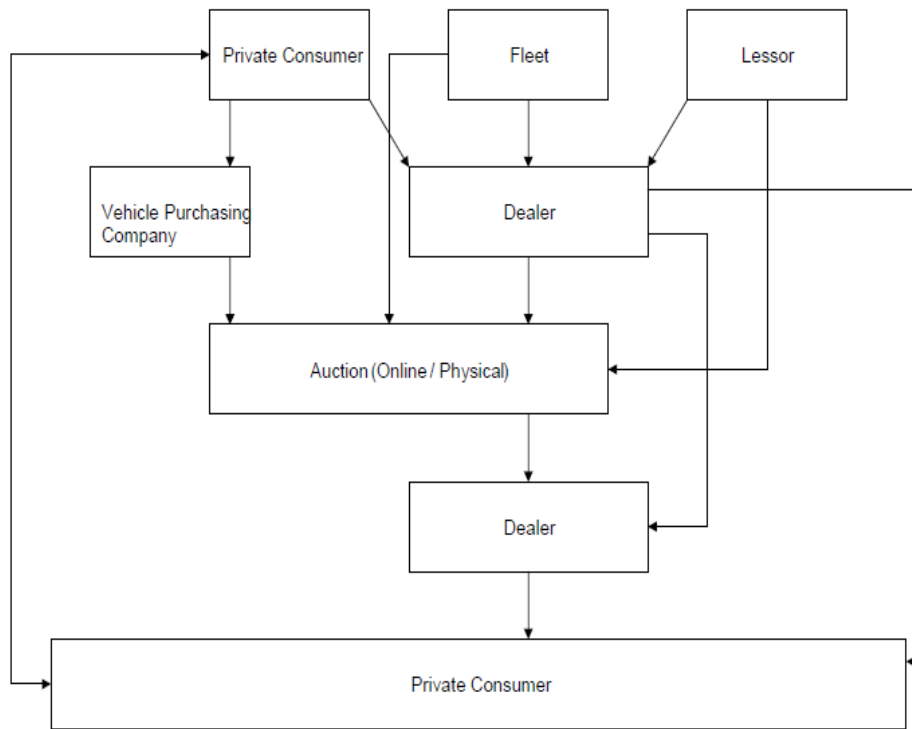 Private Consumer
Fleet
Lessor
Vehicle Purchasing
Company
Dealer
Auction (Online / Physical)
Dealer
Private Consumer